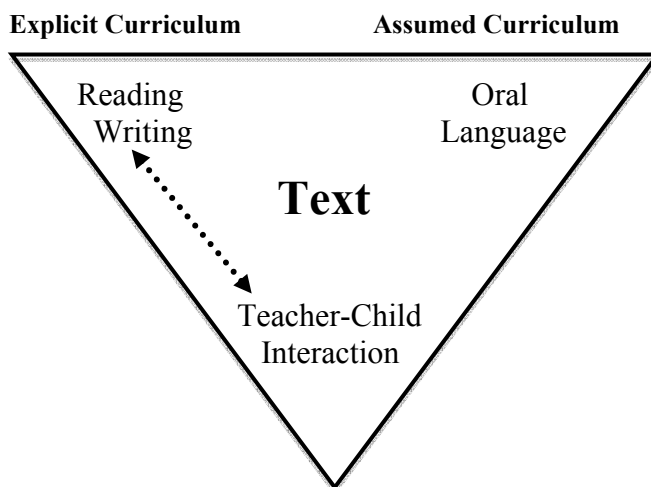 Explicit Curriculum
Assumed Curriculum
Reading
Writing
Oral
Language
Text
Teacher-Child
Interaction